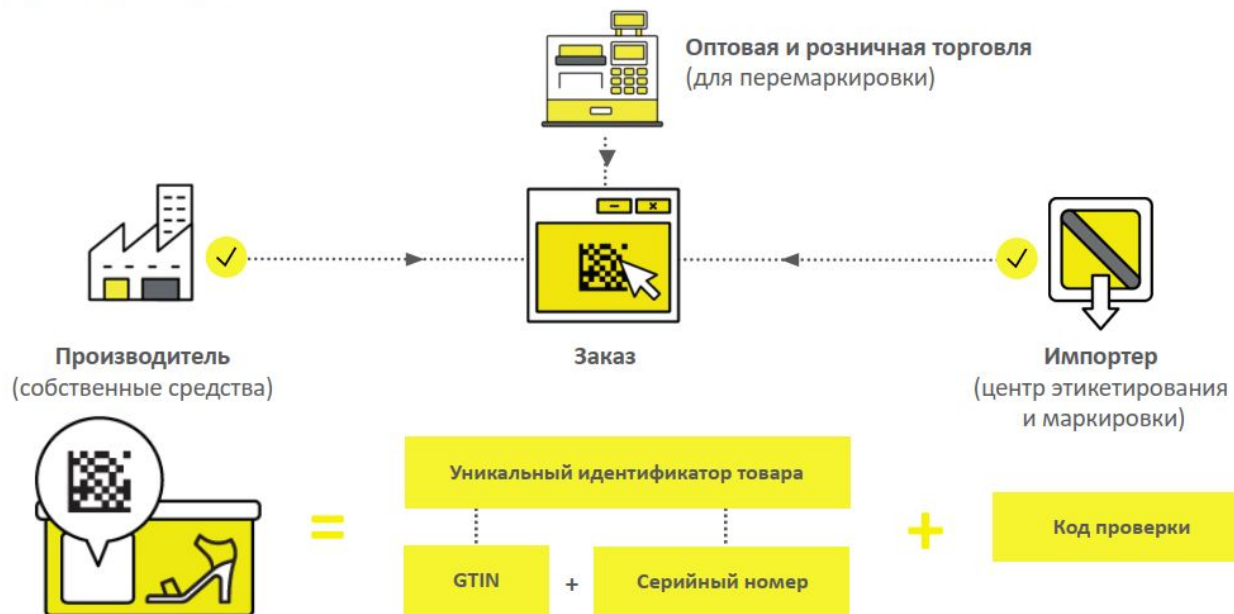 Оптовая и розничная торговля
(для перемаркировки)
Производитель
(собственные средства)
Заказ
Импортер
(центр этикетирования
и маркировки)
=
Уникальный идентификатор товара
GTIN
+
Серийный номер
+
Код проверки